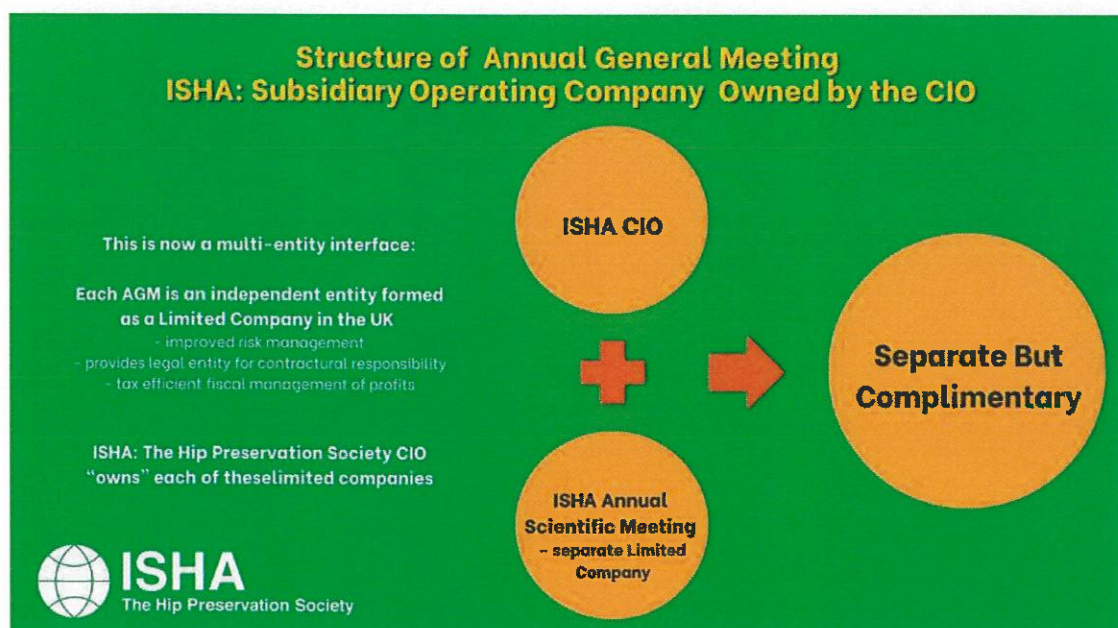 Structure of Annual General Meeting
ISHA: Subsidiary Operating Company Owned by the CIO
This is now a multi-entity interface:
Each AGM is an independent entity formed
as a Limited Company in the UK
- improved risk management
- provides legal entity for contractural responsibility
- tax efficient fiscal management of profits
ISHA: The Hip Preservation Society CIO
“owns” each of theselimited companies
ISHA CIO
ISHA Annual
Scientific Meeting
- separate Limited
Company
Separate But
Complimentary
ISHA
The Hip Preservation Society